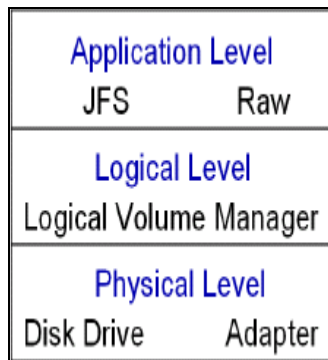 Application Level
JFS Raw
Logical Level
Logical Volume Manager
Physical Level
Disk Drive Adapter